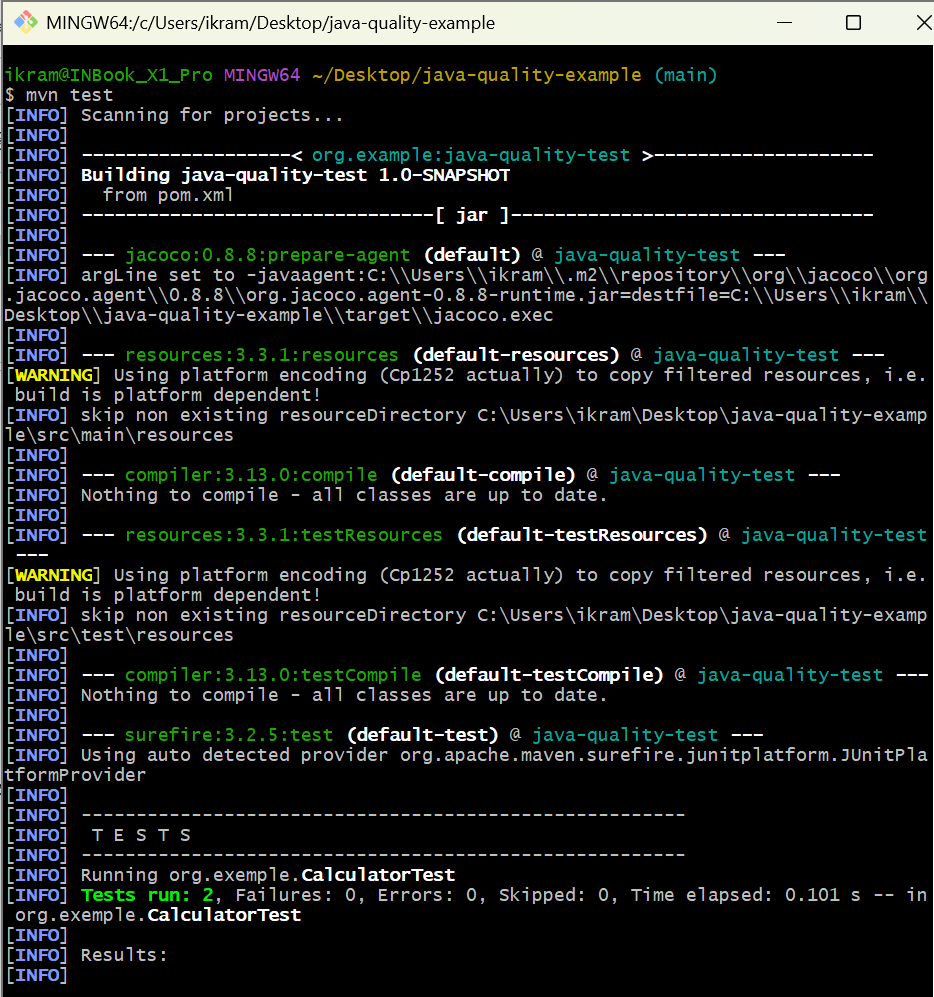 MINGW64:/c/Users/ikram/Desktop/java-quality-example
ikram@INBook_X1_Pro MINGW64 ~/Desktop/java-quality-example (main)
$ mvn test
[INFO] Scanning for projects...
[INFO]
[INFO] -------------------< org.example:java-quality-test >--------------------
[INFO] Building java-quality-test 1.0-SNAPSHOT
[INFO]   from pom.xml
[INFO] --------------------------------[ jar ]---------------------------------
[INFO]
[INFO] --- jacoco:0.8.8:prepare-agent (default) @ java-quality-test ---
[INFO] argLine set to -javaagent:C:\\Users\\ikram\\.m2\\repository\\org\\jacoco\\org
.jacoco.agent\\0.8.8\\org.jacoco.agent-0.8.8-runtime.jar=destfile=C:\\Users\\ikram\\
Desktop\\java-quality-example\\target\\jacoco.exec
[INFO]
[INFO] --- resources:3.3.1:resources (default-resources) @ java-quality-test ---
[WARNING] Using platform encoding (Cp1252 actually) to copy filtered resources, i.e.
 build is platform dependent!
[INFO] skip non existing resourceDirectory C:\Users\ikram\Desktop\java-quality-examp
le\src\main\resources
[INFO]
[INFO] --- compiler:3.13.0:compile (default-compile) @ java-quality-test ---
[INFO] Nothing to compile - all classes are up to date.
[INFO]
[INFO] --- resources:3.3.1:testResources (default-testResources) @ java-quality-test
 ---
[WARNING] Using platform encoding (Cp1252 actually) to copy filtered resources, i.e.
 build is platform dependent!
[INFO] skip non existing resourceDirectory C:\Users\ikram\Desktop\java-quality-examp
le\src\test\resources
[INFO]
[INFO] --- compiler:3.13.0:testCompile (default-testCompile) @ java-quality-test ---
[INFO] Nothing to compile - all classes are up to date.
[INFO]
[INFO] --- surefire:3.2.5:test (default-test) @ java-quality-test ---
[INFO] Using auto detected provider org.apache.maven.surefire.junitplatform.JUnitPla
tformProvider
[INFO]
[INFO] -------------------------------------------------------
[INFO]  T E S T S
[INFO] -------------------------------------------------------
[INFO] Running org.exemple.CalculatorTest
[INFO] Tests run: 2, Failures: 0, Errors: 0, Skipped: 0, Time elapsed: 0.101 s -- in
 org.exemple.CalculatorTest
[INFO]
[INFO] Results:
[INFO]